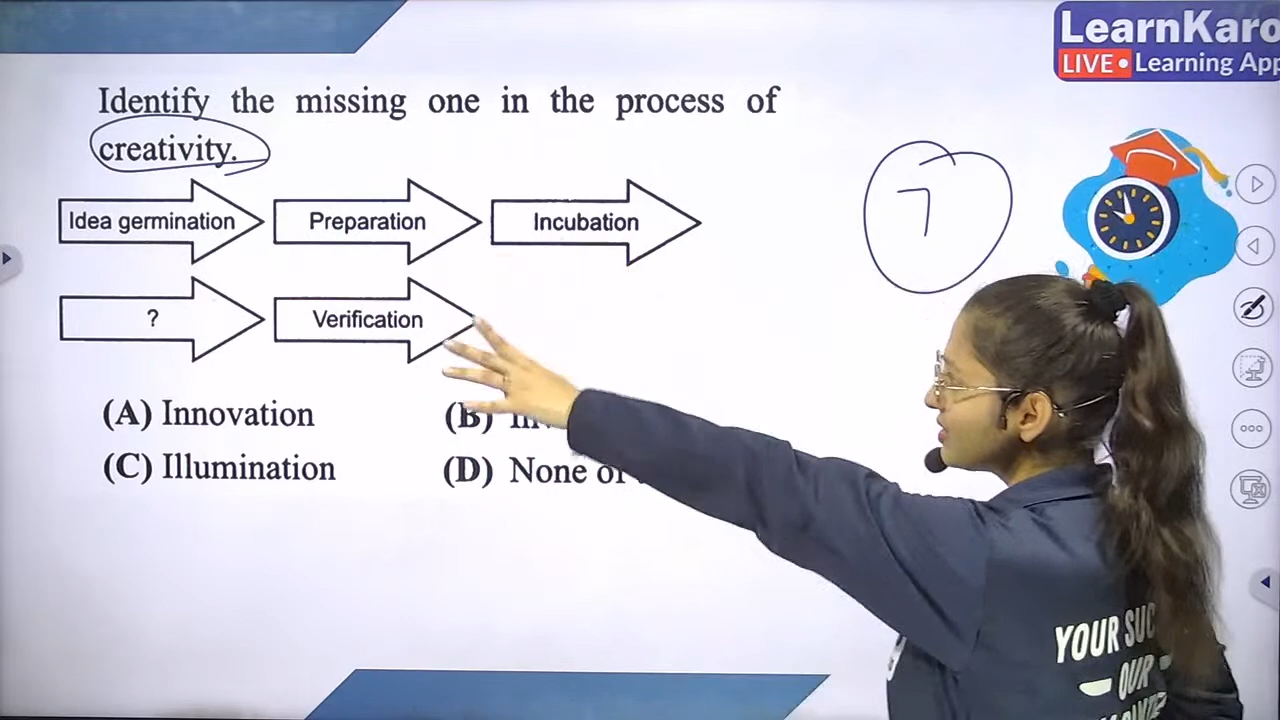 LearnKaro
LIVE • Learning App
Identify the missing one in the process of
creativity.
7
Idea germination
Preparation
Incubation
?
Verification
(A) Innovation
(B)
(C) Illumination
(D) None of
YOUR
OUR